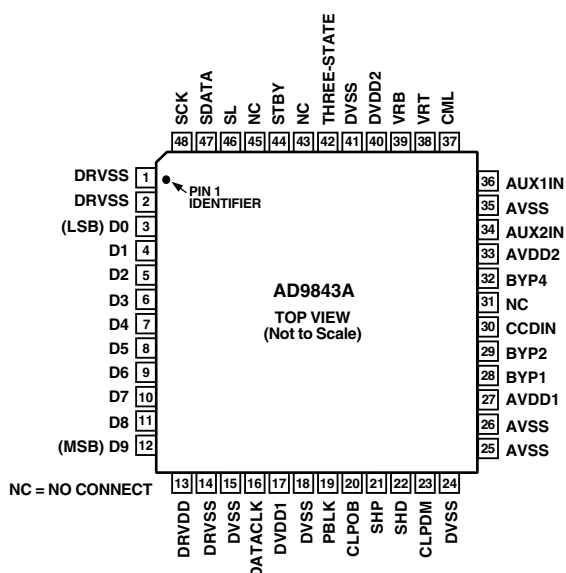 SCK
SDATA
SL
NC
STBY
NC
THREE-STATE
DVSS
DVDD2
VRB
VRT
CML
48 47 46 45 44 43 42 41 40 39 38 37
DRVSS 1
DRVSS 2
(LSB) D0 3
D1 4
D2 5
D3 6
D4 7
D5 8
D6 9
D7 10
D8 11
(MSB) D9 12
PIN 1
IDENTIFIER
AD9843A
TOP VIEW
(Not to Scale)
36 AUX1IN
35 AVSS
34 AUX2IN
33 AVDD2
32 BYP4
31 NC
30 CCDIN
29 BYP2
28 BYP1
27 AVDD1
26 AVSS
25 AVSS
NC = NO CONNECT
13 14 15 16 17 18 19 20 21 22 23 24
DRVDD
DRVSS
DVSS
DATACLK
DVDD1
DVSS
PBLK
CLPOB
SHP
SHD
CLPDM
DVSS